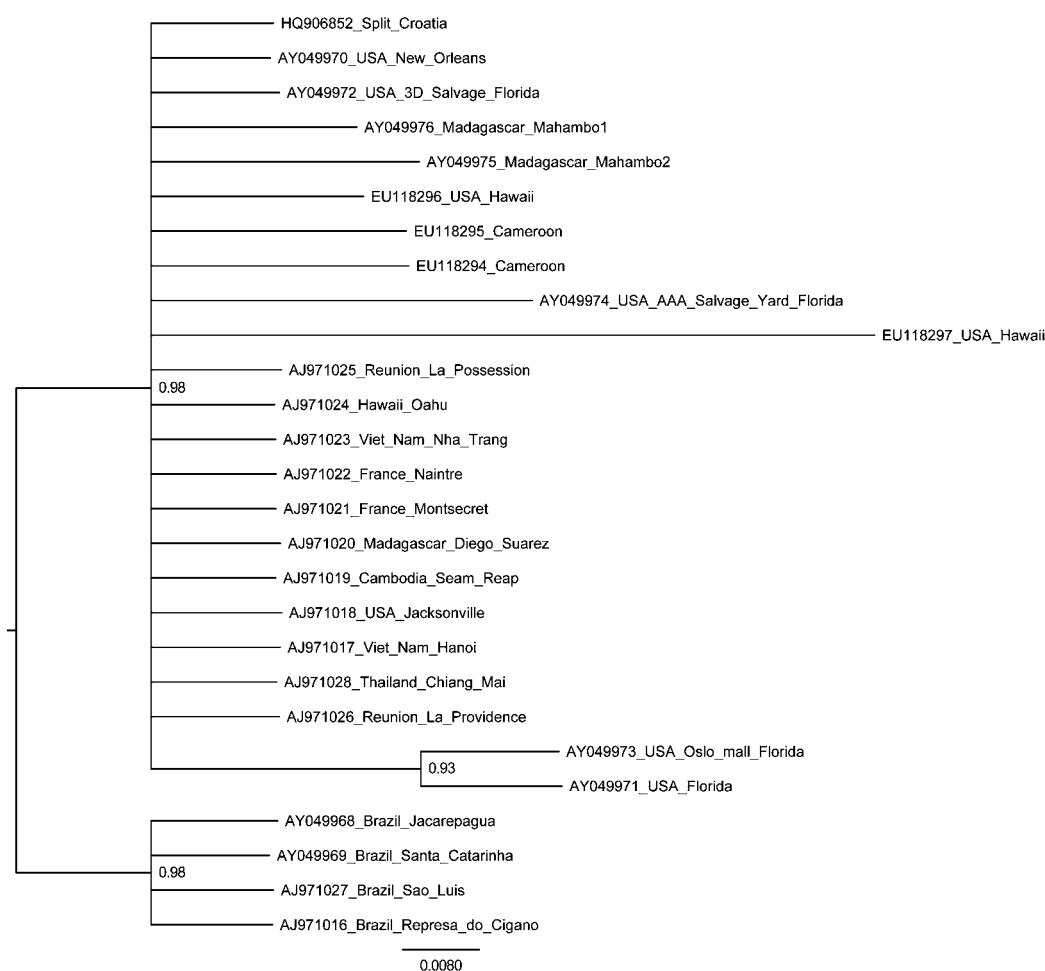 HQ906852_Split_Croatia
AY049970_USA_New_Orleans
AY049972_USA_3D_Salvage_Florida
AY049976_Madagascar_Mahambo1
AY049975_Madagascar_Mahambo2
EU118296_USA_Hawaii
EU118295_Cameroon
EU118294_Cameroon
AY049974_USA_AAA_Salvage_Yard_Florida
EU118297_USA_Hawaii
AJ971025_Reunion_La_Possession
0.98
AJ971024_Hawaii_Oahu
AJ971023_Viet_Nam_Nha_Trang
AJ971022_France_Naintre
AJ971021_France_Montsecret
AJ971020_Madagascar_Diego_Suarez
AJ971019_Cambodia_Seam_Reap
AJ971018_USA_Jacksonville
AJ971017_Viet_Nam_Hanoi
AJ971028_Thailand_Chiang_Mai
AJ971026_Reunion_La_Providence
AY049973_USA_Oslo_mall_Florida
0.93
AY049971_USA_Florida
AY049968_Brazil_Jacarepagua
AY049969_Brazil_Santa_Catarinha
0.98
AJ971027_Brazil_Sao_Luis
AJ971016_Brazil_Represa_do_Cigano
0.0080